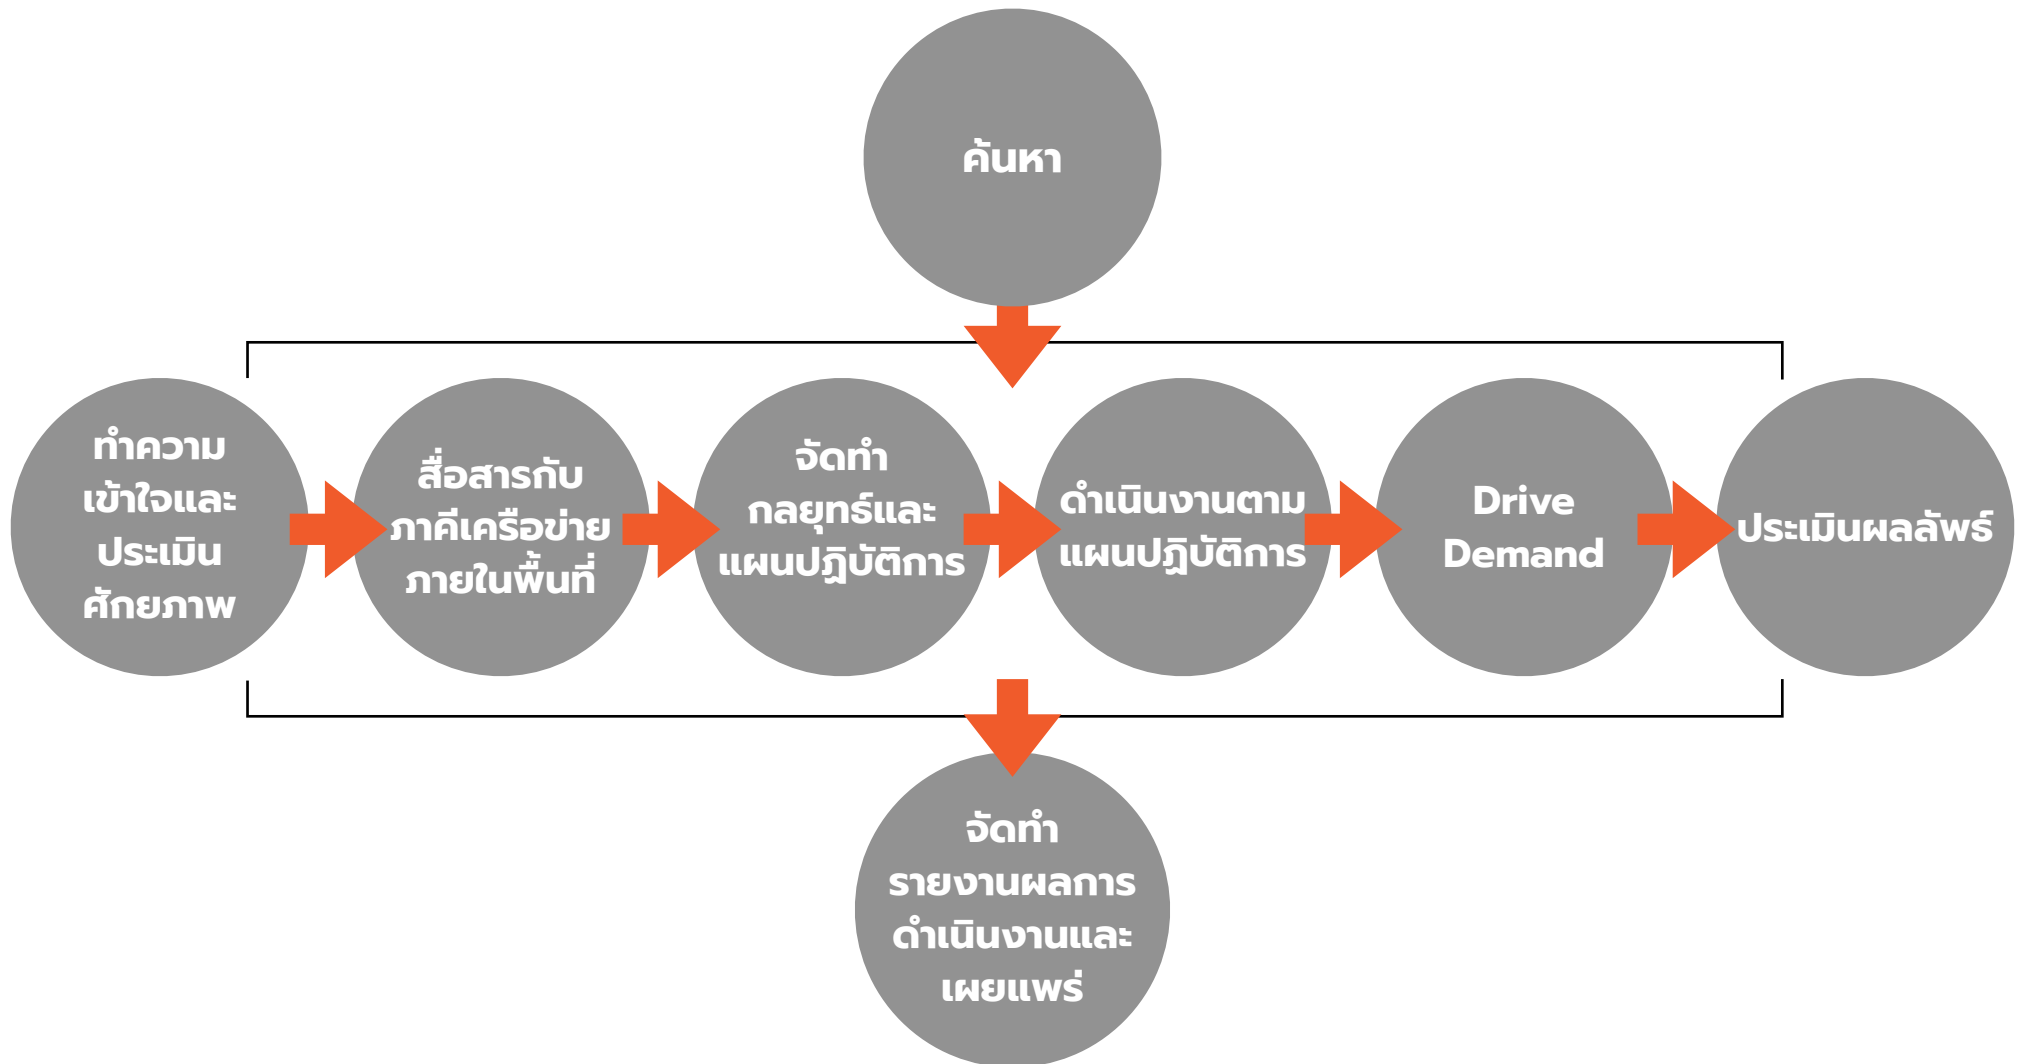 ค้นหา
ทำความ
เข้าใจและ
ประเมิน
ศักยภาพ
สื่อสารกับ
ภาคีเครือข่าย
ภายในพื้นที่
จัดทำ
กลยุทธ์และ
แผนปฏิบัติการ
ดำเนินงานตาม
แผนปฏิบัติการ
Drive
Demand
ประเมินผลลัพธ์
จัดทำ
รายงานผลการ
ดำเนินงานและ
เผยแพร่